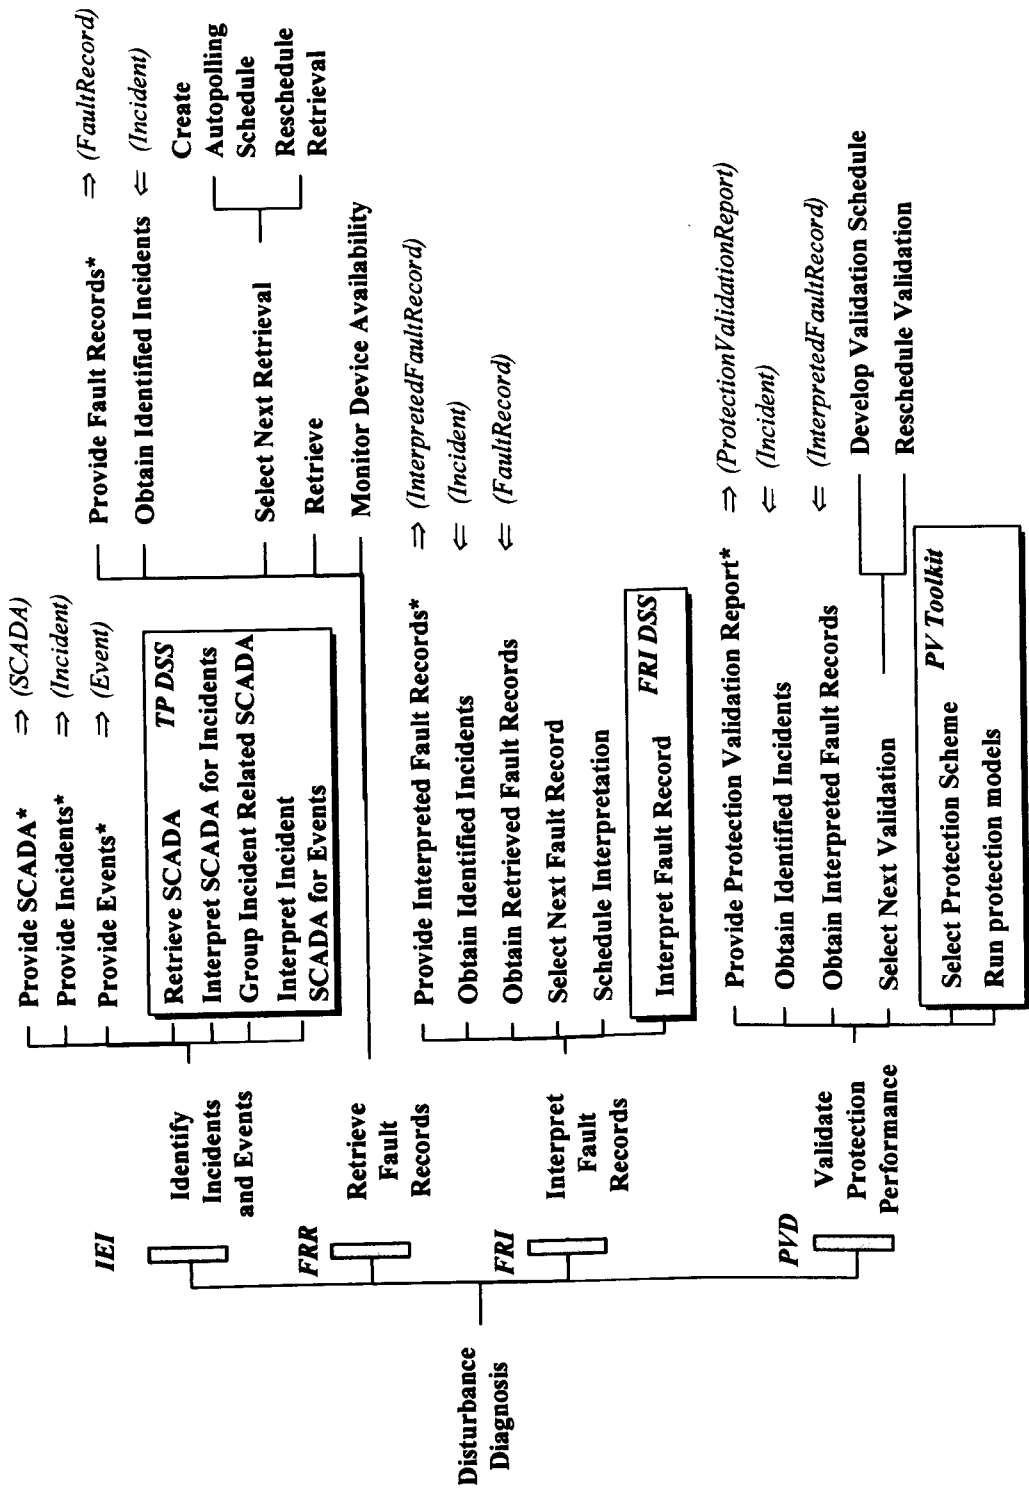 Disturbance
Diagnosis
IEI
Identify
Incidents
and Events
Provide SCADA* ⇒ (SCADA)
Provide Incidents* ⇒ (Incident)
Provide Events* ⇒ (Event)
TP DSS
Retrieve SCADA
Interpret SCADA for Incidents
Group Incident Related SCADA
Interpret Incident
SCADA for Events
FRR
Retrieve
Fault
Records
Provide Fault Records* ⇒ (FaultRecord)
Obtain Identified Incidents ⇐ (Incident)
Select Next Retrieval
Create
Autopolling
Schedule
Reschedule
Retrieval
Retrieve
Monitor Device Availability
FRI
Interpret
Fault
Records
Provide Interpreted Fault Records* ⇒ (InterpretedFaultRecord)
Obtain Identified Incidents ⇐ (Incident)
Obtain Retrieved Fault Records ⇐ (FaultRecord)
Select Next Fault Record
Schedule Interpretation
FRI DSS
Interpret Fault Record
PVD
Validate
Protection
Performance
Provide Protection Validation Report* ⇒ (ProtectionValidationReport)
Obtain Identified Incidents ⇐ (Incident)
Obtain Interpreted Fault Records ⇐ (InterpretedFaultRecord)
Select Next Validation
Develop Validation Schedule
Reschedule Validation
PV Toolkit
Select Protection Scheme
Run protection models